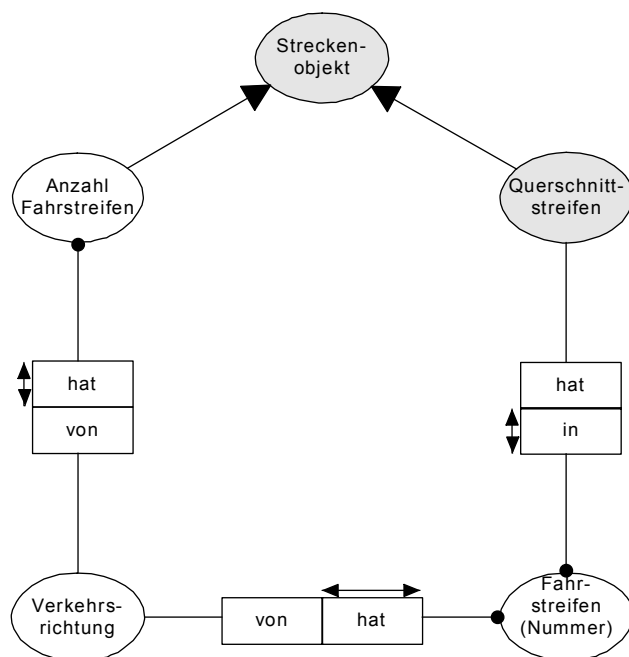 Strecken-
objekt
Anzahl
Fahrstreifen
Querschnitt-
streifen
hat
von
hat
in
Verkehrs-
richtung
von
hat
Fahr-
streifen
(Nummer)